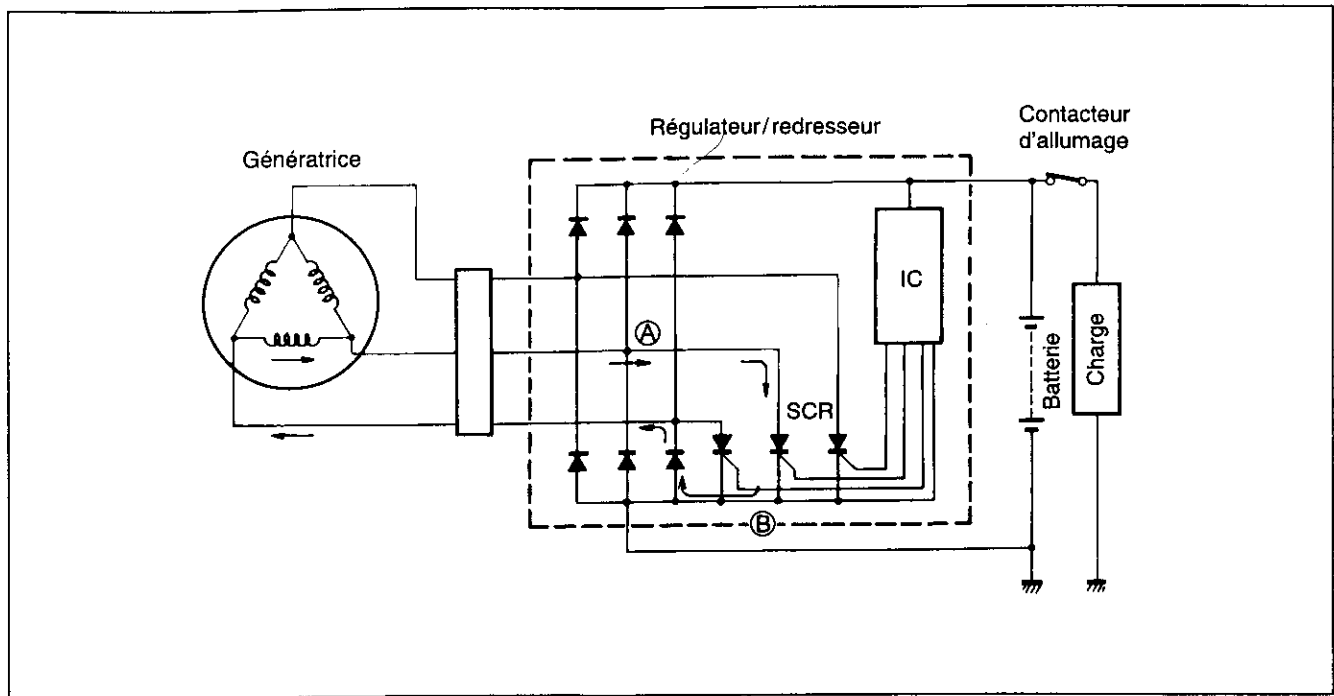 Régulateur/redresseur
Contacteur
d'allumage
Génératrice
IC
A
SCR
Batterie
Charge
B